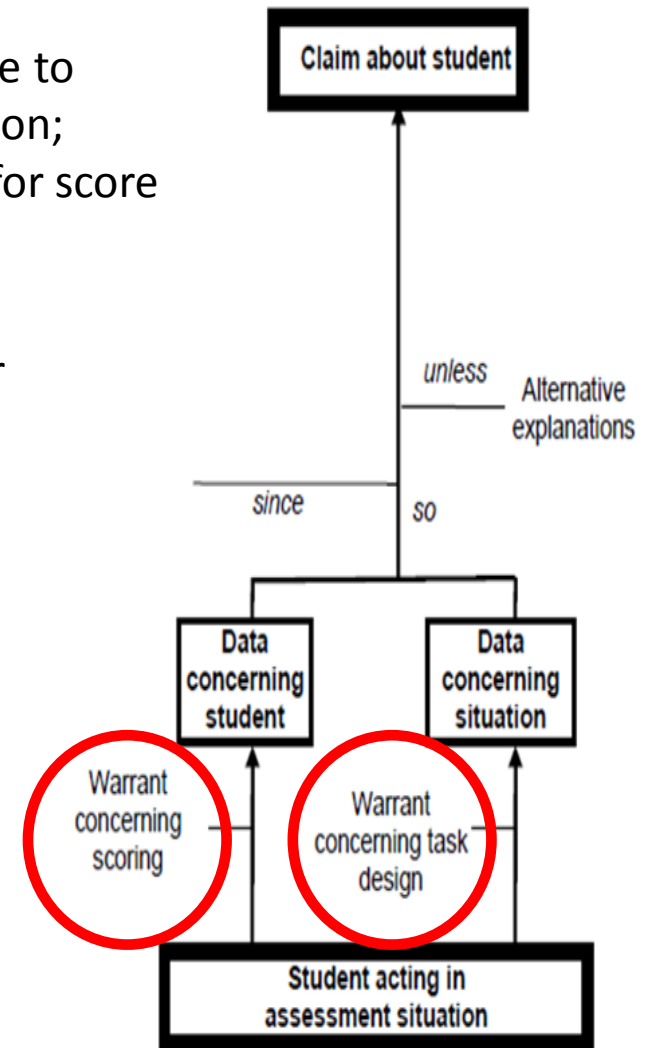 e to
on;
for score
r
Claim about student
unless
Alternative
explanations
since
so
Data
concerning
student
Data
concerning
situation
Warrant
concerning
scoring
Warrant
concerning task
design
Student acting in
assessment situation